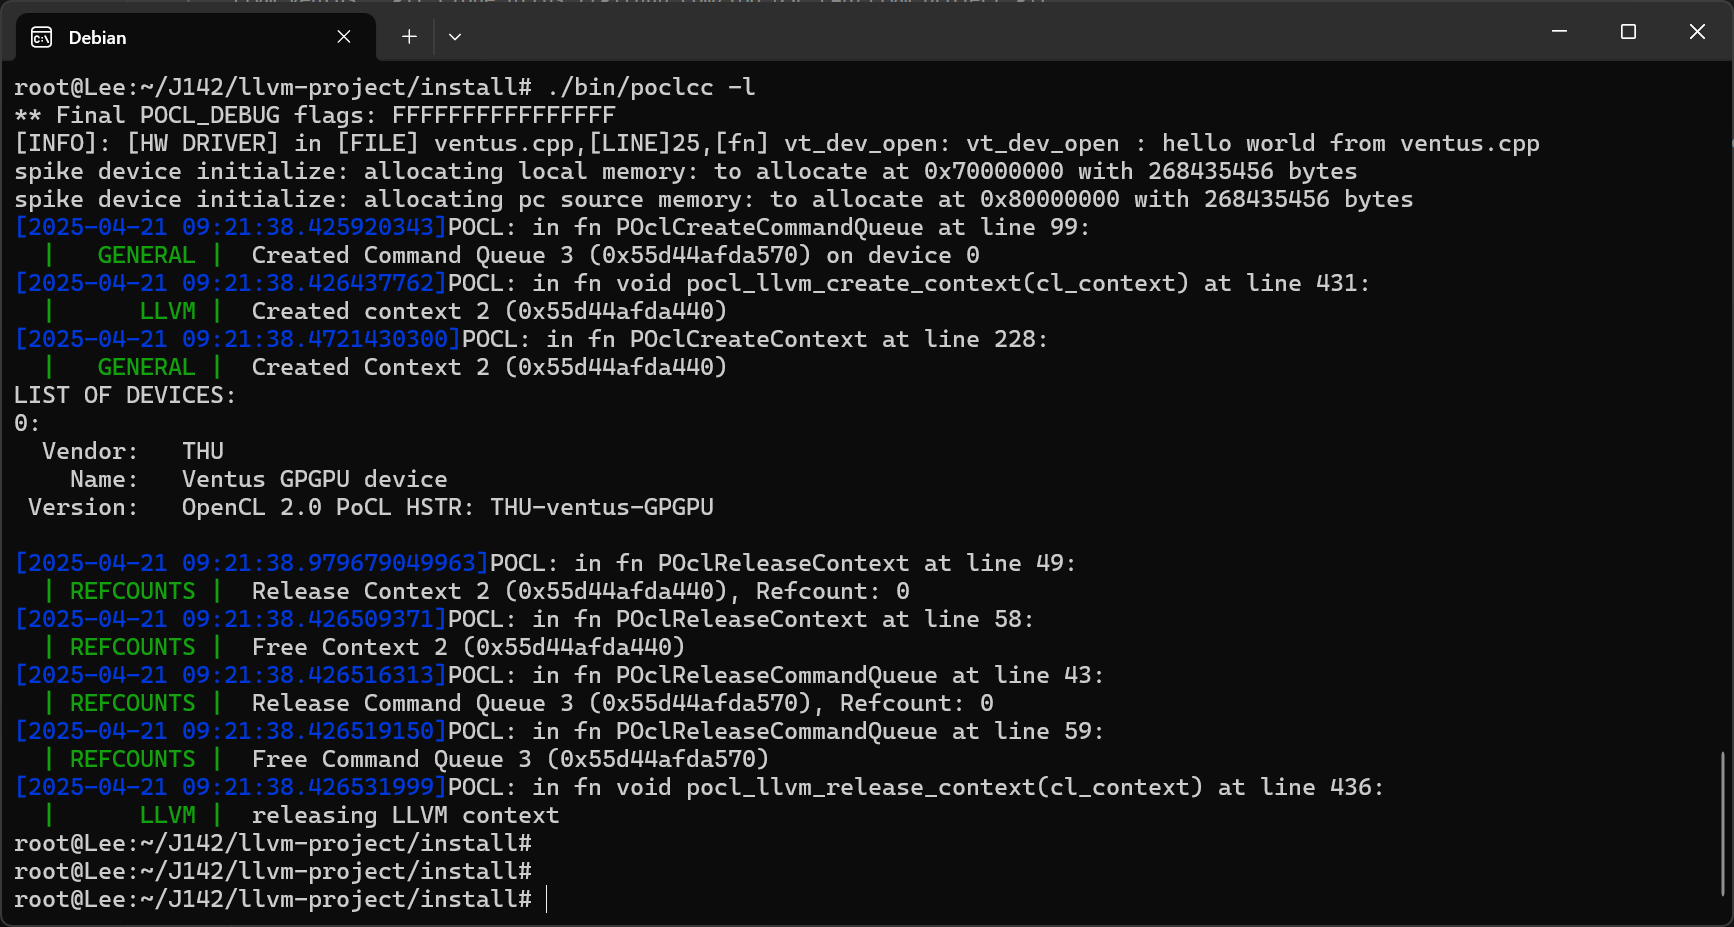 Debian
root@Lee:~/J142/llvm-project/install# ./bin/poclcc -l
** Final POCL_DEBUG flags: FFFFFFFFFFFFFFFF
[INFO]: [HW DRIVER] in [FILE] ventus.cpp,[LINE]25,[fn] vt_dev_open: vt_dev_open : hello world from ventus.cpp
spike device initialize: allocating local memory: to allocate at 0x70000000 with 268435456 bytes
spike device initialize: allocating pc source memory: to allocate at 0x80000000 with 268435456 bytes
[2025-04-21 09:21:38.425920343]POCL: in fn POclCreateCommandQueue at line 99:
| GENERAL | Created Command Queue 3 (0x55d44afda570) on device 0
[2025-04-21 09:21:38.426437762]POCL: in fn void pocl_llvm_create_context(cl_context) at line 431:
| LLVM | Created context 2 (0x55d44afda440)
[2025-04-21 09:21:38.4721430300]POCL: in fn POclCreateContext at line 228:
| GENERAL | Created Context 2 (0x55d44afda440)
LIST OF DEVICES:
0:
Vendor: THU
Name: Ventus GPGPU device
Version: OpenCL 2.0 PoCL HSTR: THU-ventus-GPGPU
[2025-04-21 09:21:38.979679049963]POCL: in fn POclReleaseContext at line 49:
| REFCOUNTS | Release Context 2 (0x55d44afda440), Refcount: 0
[2025-04-21 09:21:38.426509371]POCL: in fn POclReleaseContext at line 58:
| REFCOUNTS | Free Context 2 (0x55d44afda440)
[2025-04-21 09:21:38.426516313]POCL: in fn POclReleaseCommandQueue at line 43:
| REFCOUNTS | Release Command Queue 3 (0x55d44afda570), Refcount: 0
[2025-04-21 09:21:38.426519150]POCL: in fn POclReleaseCommandQueue at line 59:
| REFCOUNTS | Free Command Queue 3 (0x55d44afda570)
[2025-04-21 09:21:38.426531999]POCL: in fn void pocl_llvm_release_context(cl_context) at line 436:
| LLVM | releasing LLVM context
root@Lee:~/J142/llvm-project/install#
root@Lee:~/J142/llvm-project/install#
root@Lee:~/J142/llvm-project/install#